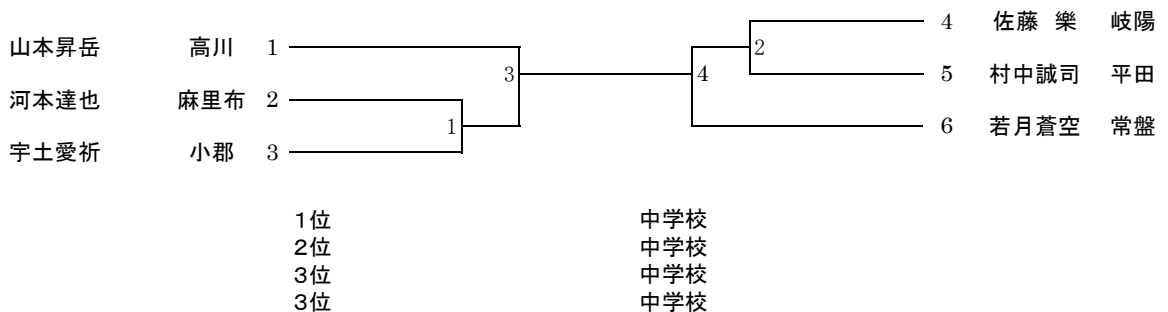 4 佐藤 樂 岐陽
山本昇岳 高川 1
2
3 4 5 村中誠司 平田
河本達也 麻里布 2
1 6 若月蒼空 常盤
宇土愛祈 小郡 3
1位 中学校
2位 中学校
3位 中学校
3位 中学校